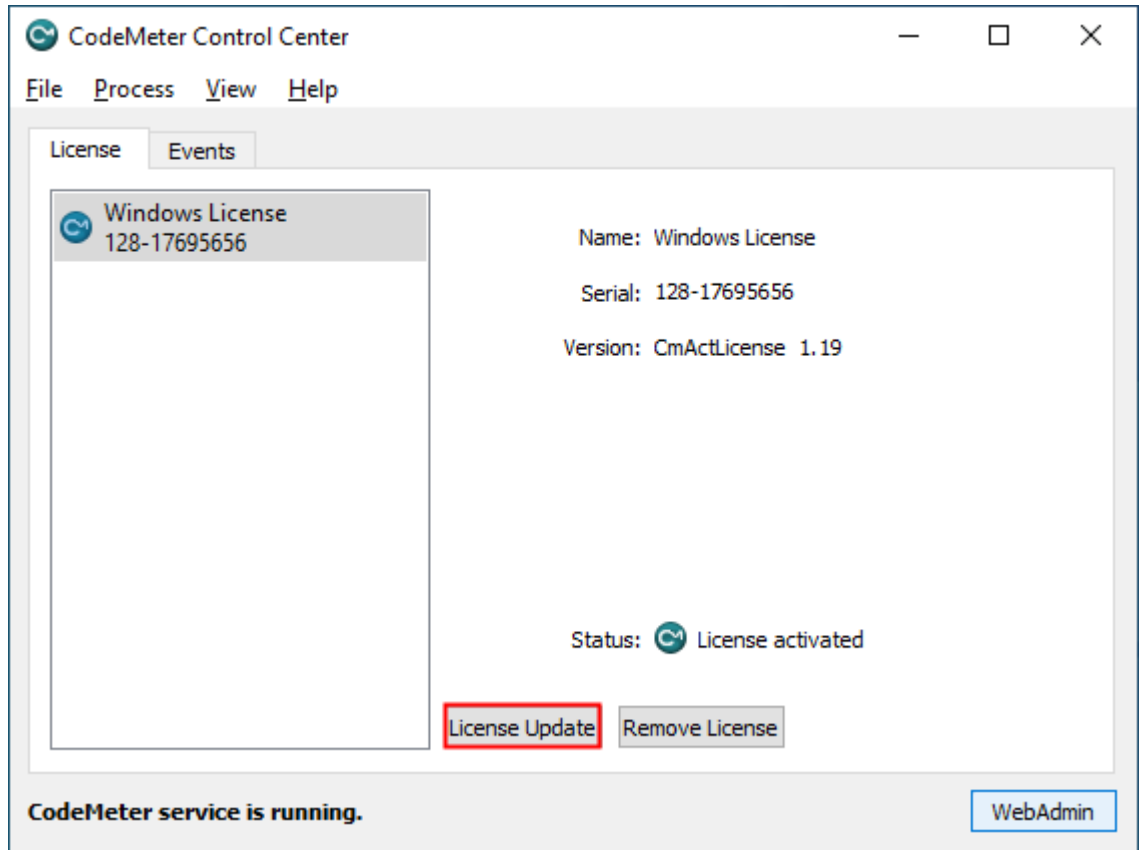 CodeMeter Control Center
File Process View Help
License Events
Windows License
128-17695656
Name: Windows License
Serial: 128-17695656
Version: CmActLicense 1.19
Status: License activated
License Update Remove License
CodeMeter service is running. WebAdmin